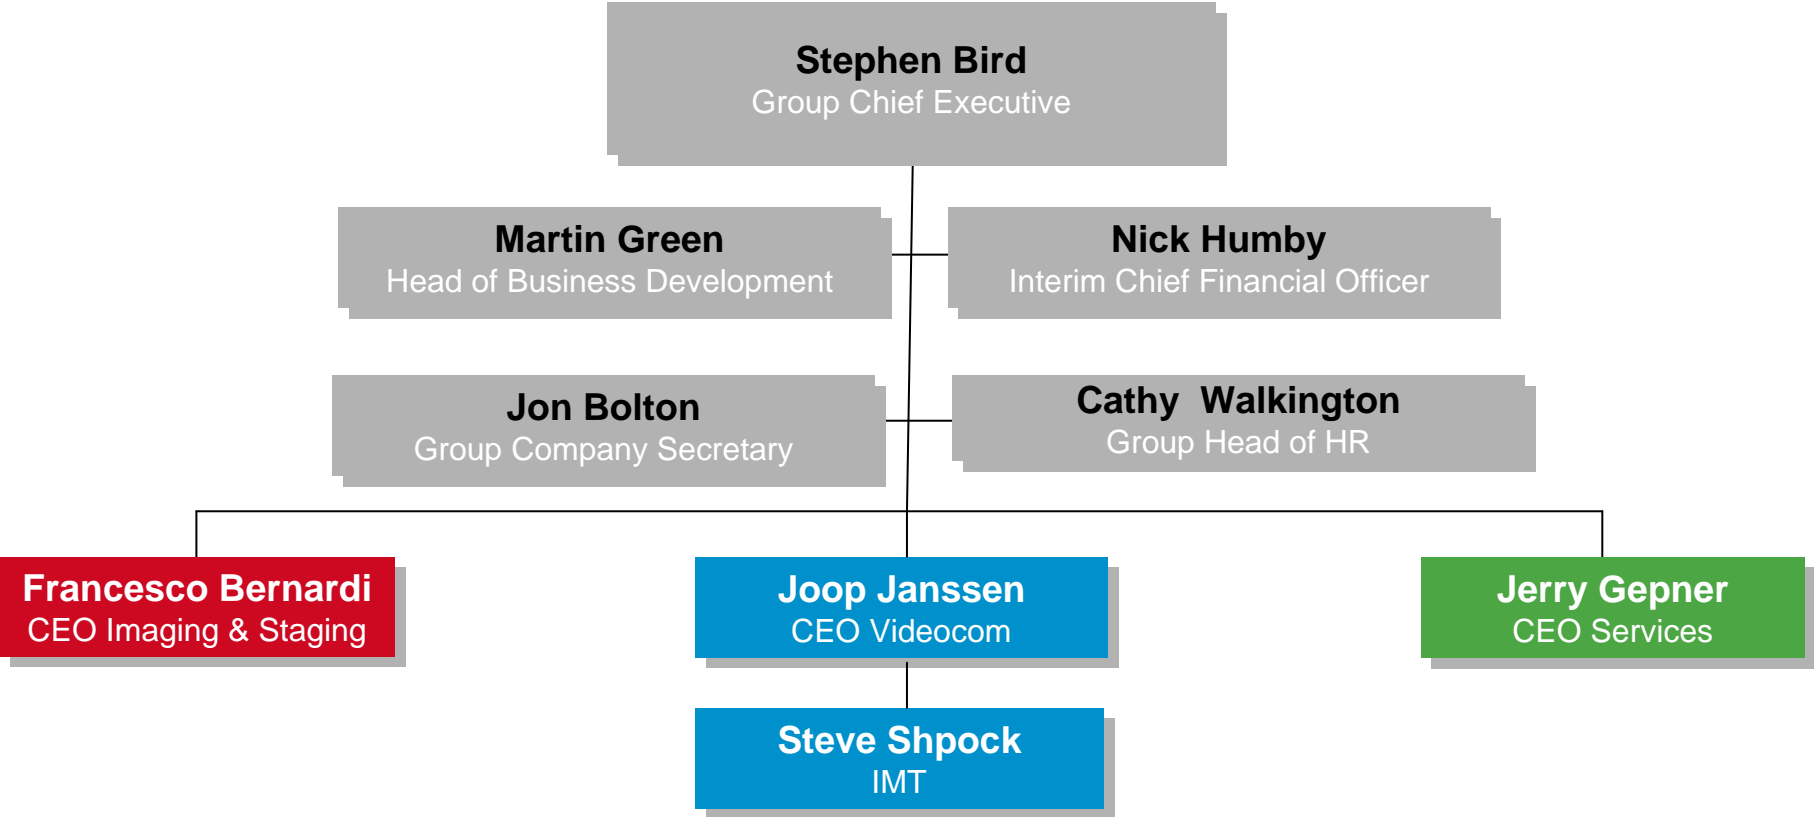 Stephen Bird
Group Chief Executive
Martin Green
Head of Business Development
Nick Humby
Interim Chief Financial Officer
Jon Bolton
Group Company Secretary
Cathy  Walkington
Group Head of HR
Francesco Bernardi
CEO Imaging & Staging
Joop Janssen
CEO Videocom
Jerry Gepner
CEO Services
Steve Shpock
IMT